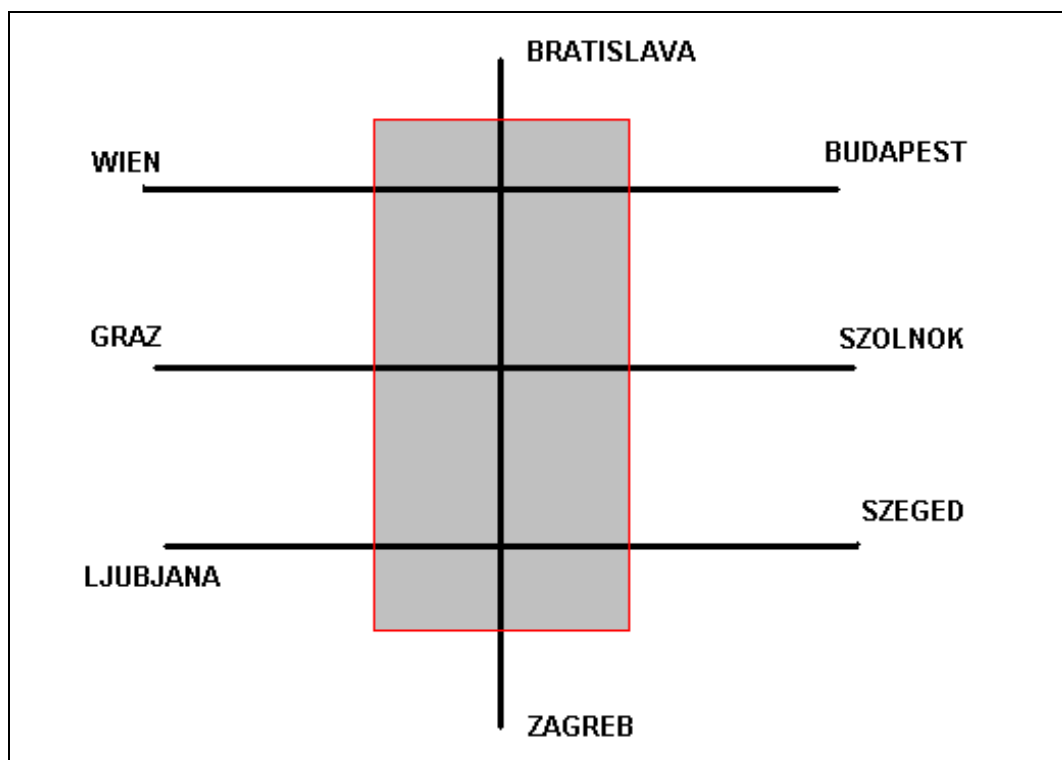 BRATISLAVA
WIEN
BUDAPEST
GRAZ
SZOLNOK
SZEGED
LJUBJANA
ZAGREB